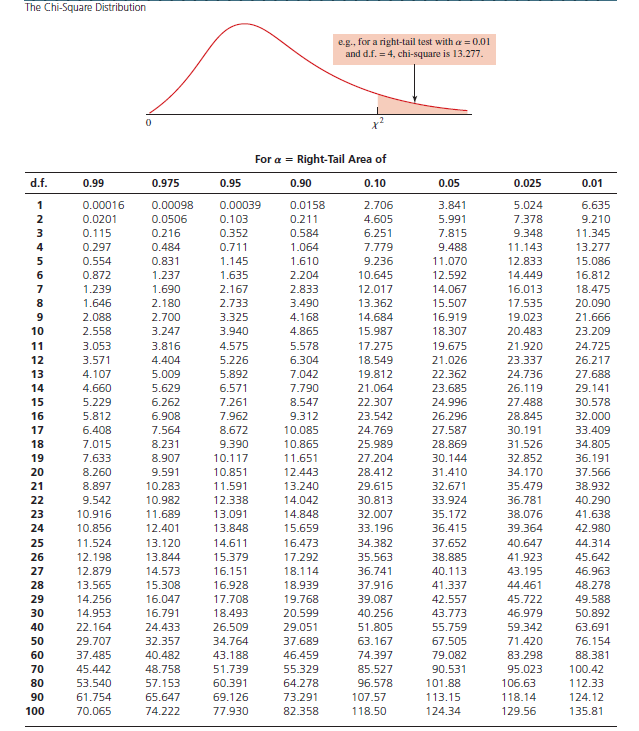 The Chi-Square Distribution
e.g., for a right-tail test with α = 0.01
and d.f. = 4, chi-square is 13.277.
0 χ²
For α = Right-Tail Area of
d.f. 0.99 0.975 0.95 0.90 0.10 0.05 0.025 0.01
1 0.00016 0.00098 0.00039 0.0158 2.706 3.841 5.024 6.635
2 0.0201 0.0506 0.103 0.211 4.605 5.991 7.378 9.210
3 0.115 0.216 0.352 0.584 6.251 7.815 9.348 11.345
4 0.297 0.484 0.711 1.064 7.779 9.488 11.143 13.277
5 0.554 0.831 1.145 1.610 9.236 11.070 12.833 15.086
6 0.872 1.237 1.635 2.204 10.645 12.592 14.449 16.812
7 1.239 1.690 2.167 2.833 12.017 14.067 16.013 18.475
8 1.646 2.180 2.733 3.490 13.362 15.507 17.535 20.090
9 2.088 2.700 3.325 4.168 14.684 16.919 19.023 21.666
10 2.558 3.247 3.940 4.865 15.987 18.307 20.483 23.209
11 3.053 3.816 4.575 5.578 17.275 19.675 21.920 24.725
12 3.571 4.404 5.226 6.304 18.549 21.026 23.337 26.217
13 4.107 5.009 5.892 7.042 19.812 22.362 24.736 27.688
14 4.660 5.629 6.571 7.790 21.064 23.685 26.119 29.141
15 5.229 6.262 7.261 8.547 22.307 24.996 27.488 30.578
16 5.812 6.908 7.962 9.312 23.542 26.296 28.845 32.000
17 6.408 7.564 8.672 10.085 24.769 27.587 30.191 33.409
18 7.015 8.231 9.390 10.865 25.989 28.869 31.526 34.805
19 7.633 8.907 10.117 11.651 27.204 30.144 32.852 36.191
20 8.260 9.591 10.851 12.443 28.412 31.410 34.170 37.566
21 8.897 10.283 11.591 13.240 29.615 32.671 35.479 38.932
22 9.542 10.982 12.338 14.042 30.813 33.924 36.781 40.290
23 10.916 11.689 13.091 14.848 32.007 35.172 38.076 41.638
24 10.856 12.401 13.848 15.659 33.196 36.415 39.364 42.980
25 11.524 13.120 14.611 16.473 34.382 37.652 40.647 44.314
26 12.198 13.844 15.379 17.292 35.563 38.885 41.923 45.642
27 12.879 14.573 16.151 18.114 36.741 40.113 43.195 46.963
28 13.565 15.308 16.928 18.939 37.916 41.337 44.461 48.278
29 14.256 16.047 17.708 19.768 39.087 42.557 45.722 49.588
30 14.953 16.791 18.493 20.599 40.256 43.773 46.979 50.892
40 22.164 24.433 26.509 29.051 51.805 55.759 59.342 63.691
50 29.707 32.357 34.764 37.689 63.167 67.505 71.420 76.154
60 37.485 40.482 43.188 46.459 74.397 79.082 83.298 88.381
70 45.442 48.758 51.739 55.329 85.527 90.531 95.023 100.42
80 53.540 57.153 60.391 64.278 96.578 101.88 106.63 112.33
90 61.754 65.647 69.126 73.291 107.57 113.15 118.14 124.12
100 70.065 74.222 77.930 82.358 118.50 124.34 129.56 135.81